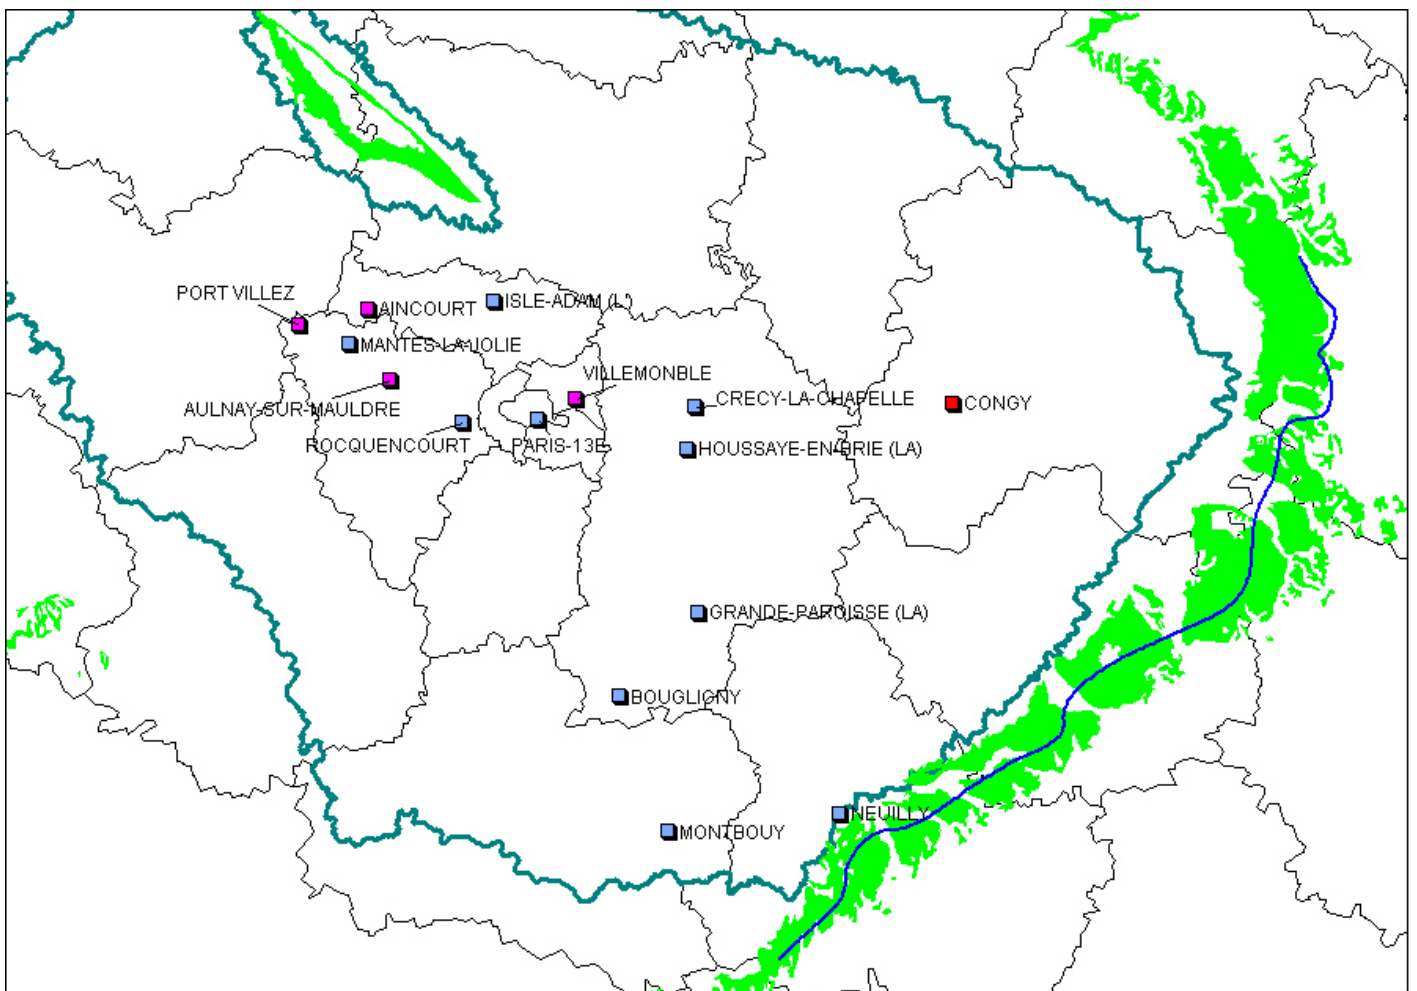 PORT VILLEZ
AINCOURT
ISLE-ADAM (L')
MANTES-LA-JOLIE
VILLEMONBLE
AULNAY-SUR-MAULDRE
CRECY-LA-CHAPELLE
CONGY
ROCQUENCOURT
PARIS-13E
HOUSSAYE-EN-BRIE (LA)
GRANDE-PAROISSE (LA)
BOUGLIGNY
NEUILLY
MONTBOUY